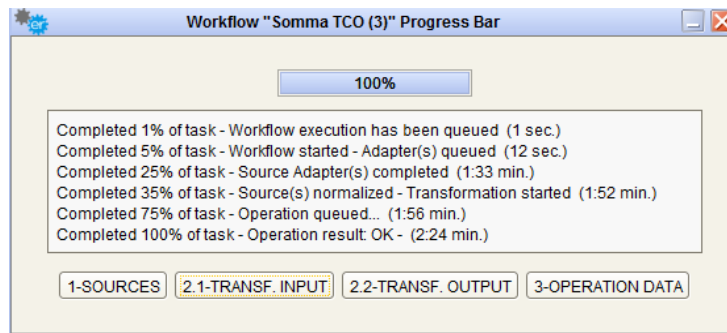 Workflow "Somma TCO (3)" Progress Bar
100%
Completed 1% of task - Workflow execution has been queued (1 sec.)
Completed 5% of task - Workflow started - Adapter(s) queued (12 sec.)
Completed 25% of task - Source Adapter(s) completed (1:33 min.)
Completed 35% of task - Source(s) normalized - Transformation started (1:52 min.)
Completed 75% of task - Operation queued... (1:56 min.)
Completed 100% of task - Operation result: OK - (2:24 min.)
1-SOURCES 2.1-TRANSF. INPUT 2.2-TRANSF. OUTPUT 3-OPERATION DATA